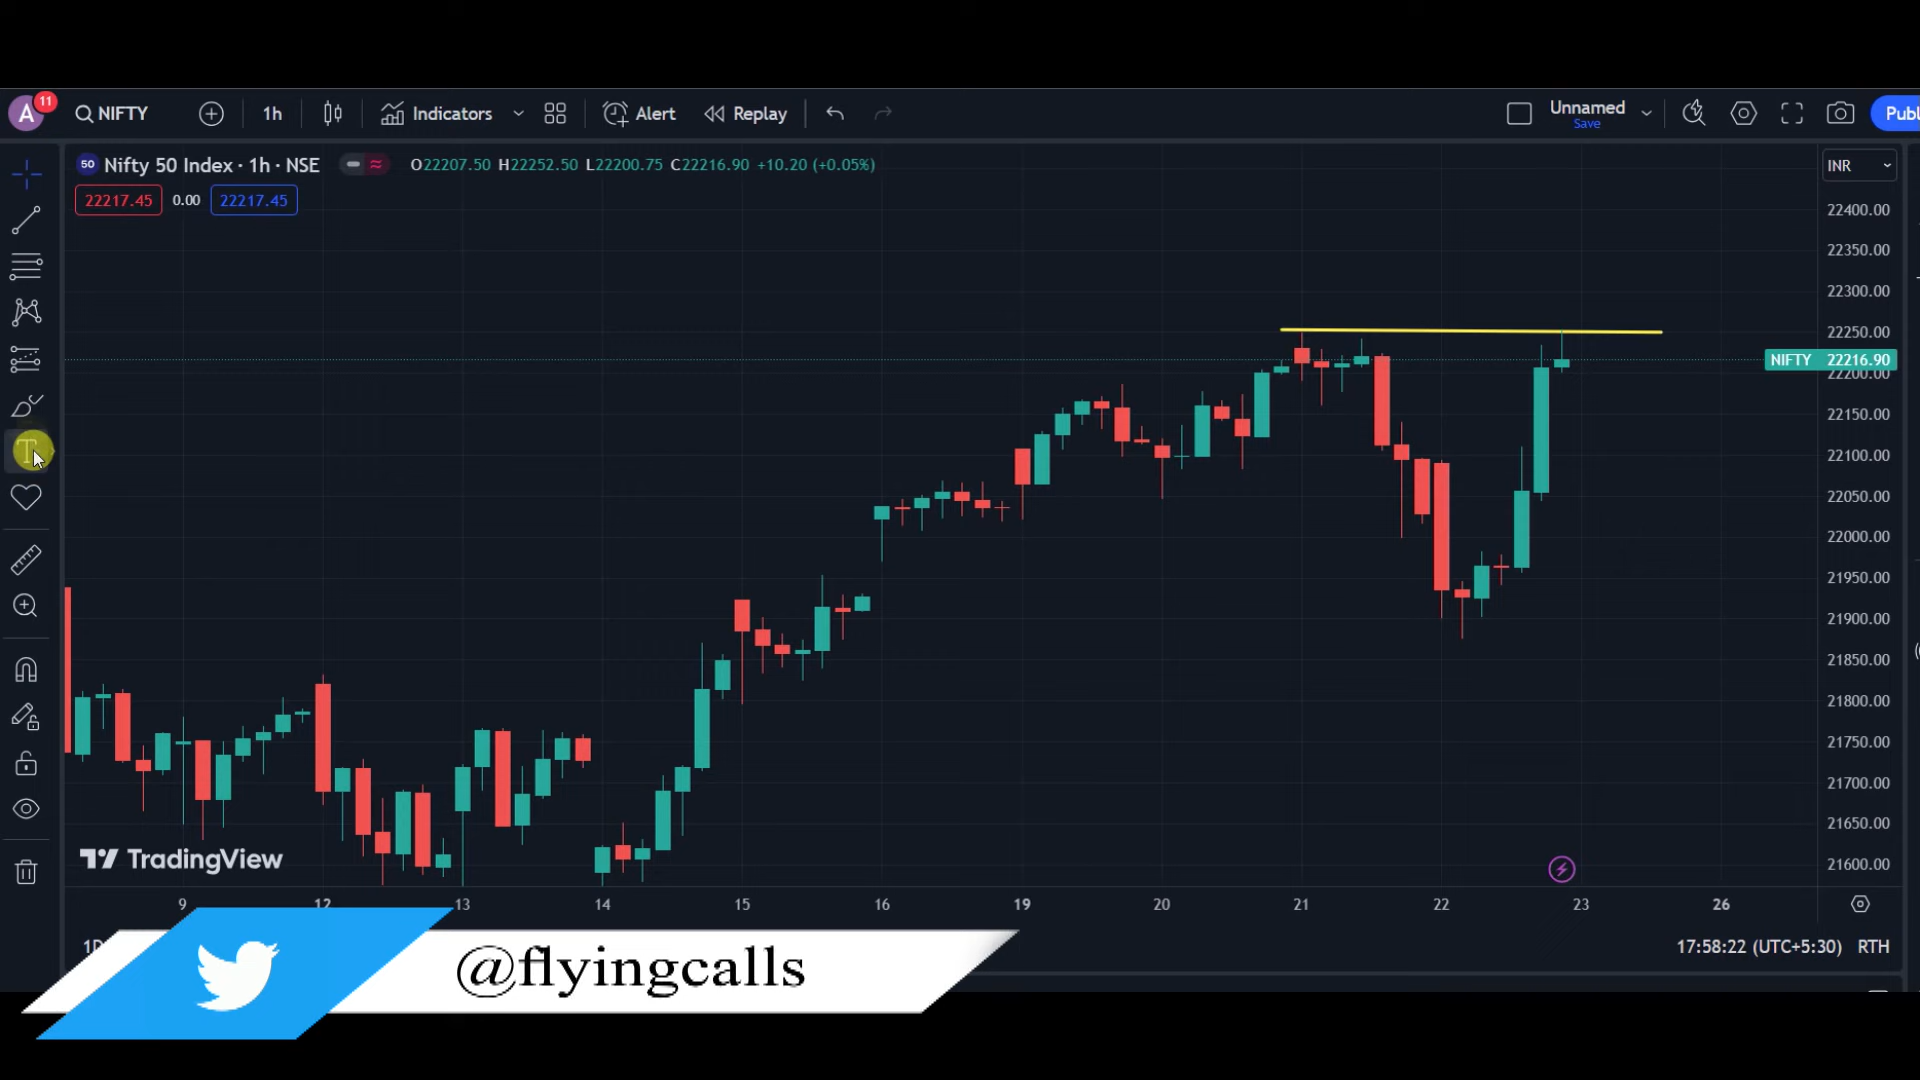 A 11 NIFTY 1h Indicators Alert Replay Unnamed Save Publ
50 Nifty 50 Index · 1h · NSE O22207.50 H22252.50 L22200.75 C22216.90 +10.20 (+0.05%) INR
22217.45 0.00 22217.45
22400.00
22350.00
22300.00
22250.00
NIFTY 22216.90
22200.00
22150.00
22100.00
22050.00
22000.00
21950.00
21900.00
21850.00
21800.00
21750.00
21700.00
21650.00
21600.00
TradingView
9 12 13 14 15 16 19 20 21 22 23 26
17:58:22 (UTC+5:30) RTH
@flyingcalls